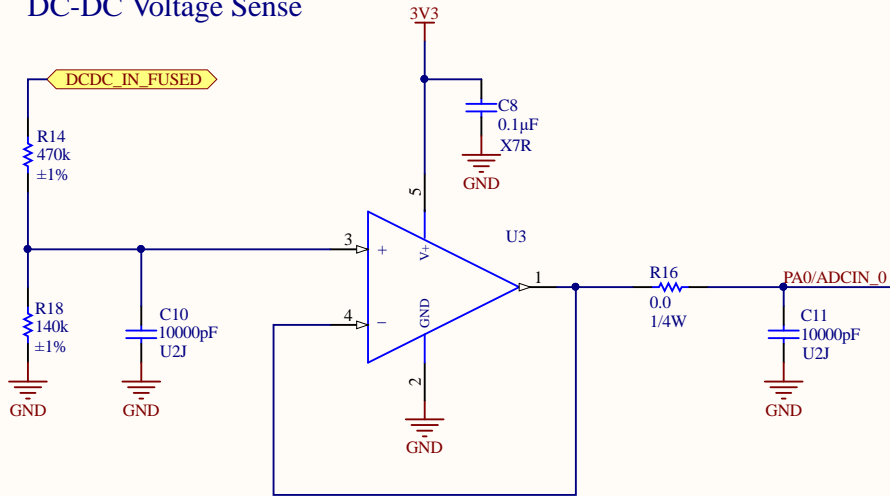 DC-DC Voltage Sense
3V3
DCDC_IN_FUSED
C8
0.1µF
X7R
GND
R14
470k
±1%
5
U3
3
+
V+
1
R16
0.0
1/4W
PA0/ADCIN_0
R18
140k
±1%
GND
C10
10000pF
U2J
GND
4
−
GND
2
GND
C11
10000pF
U2J
GND